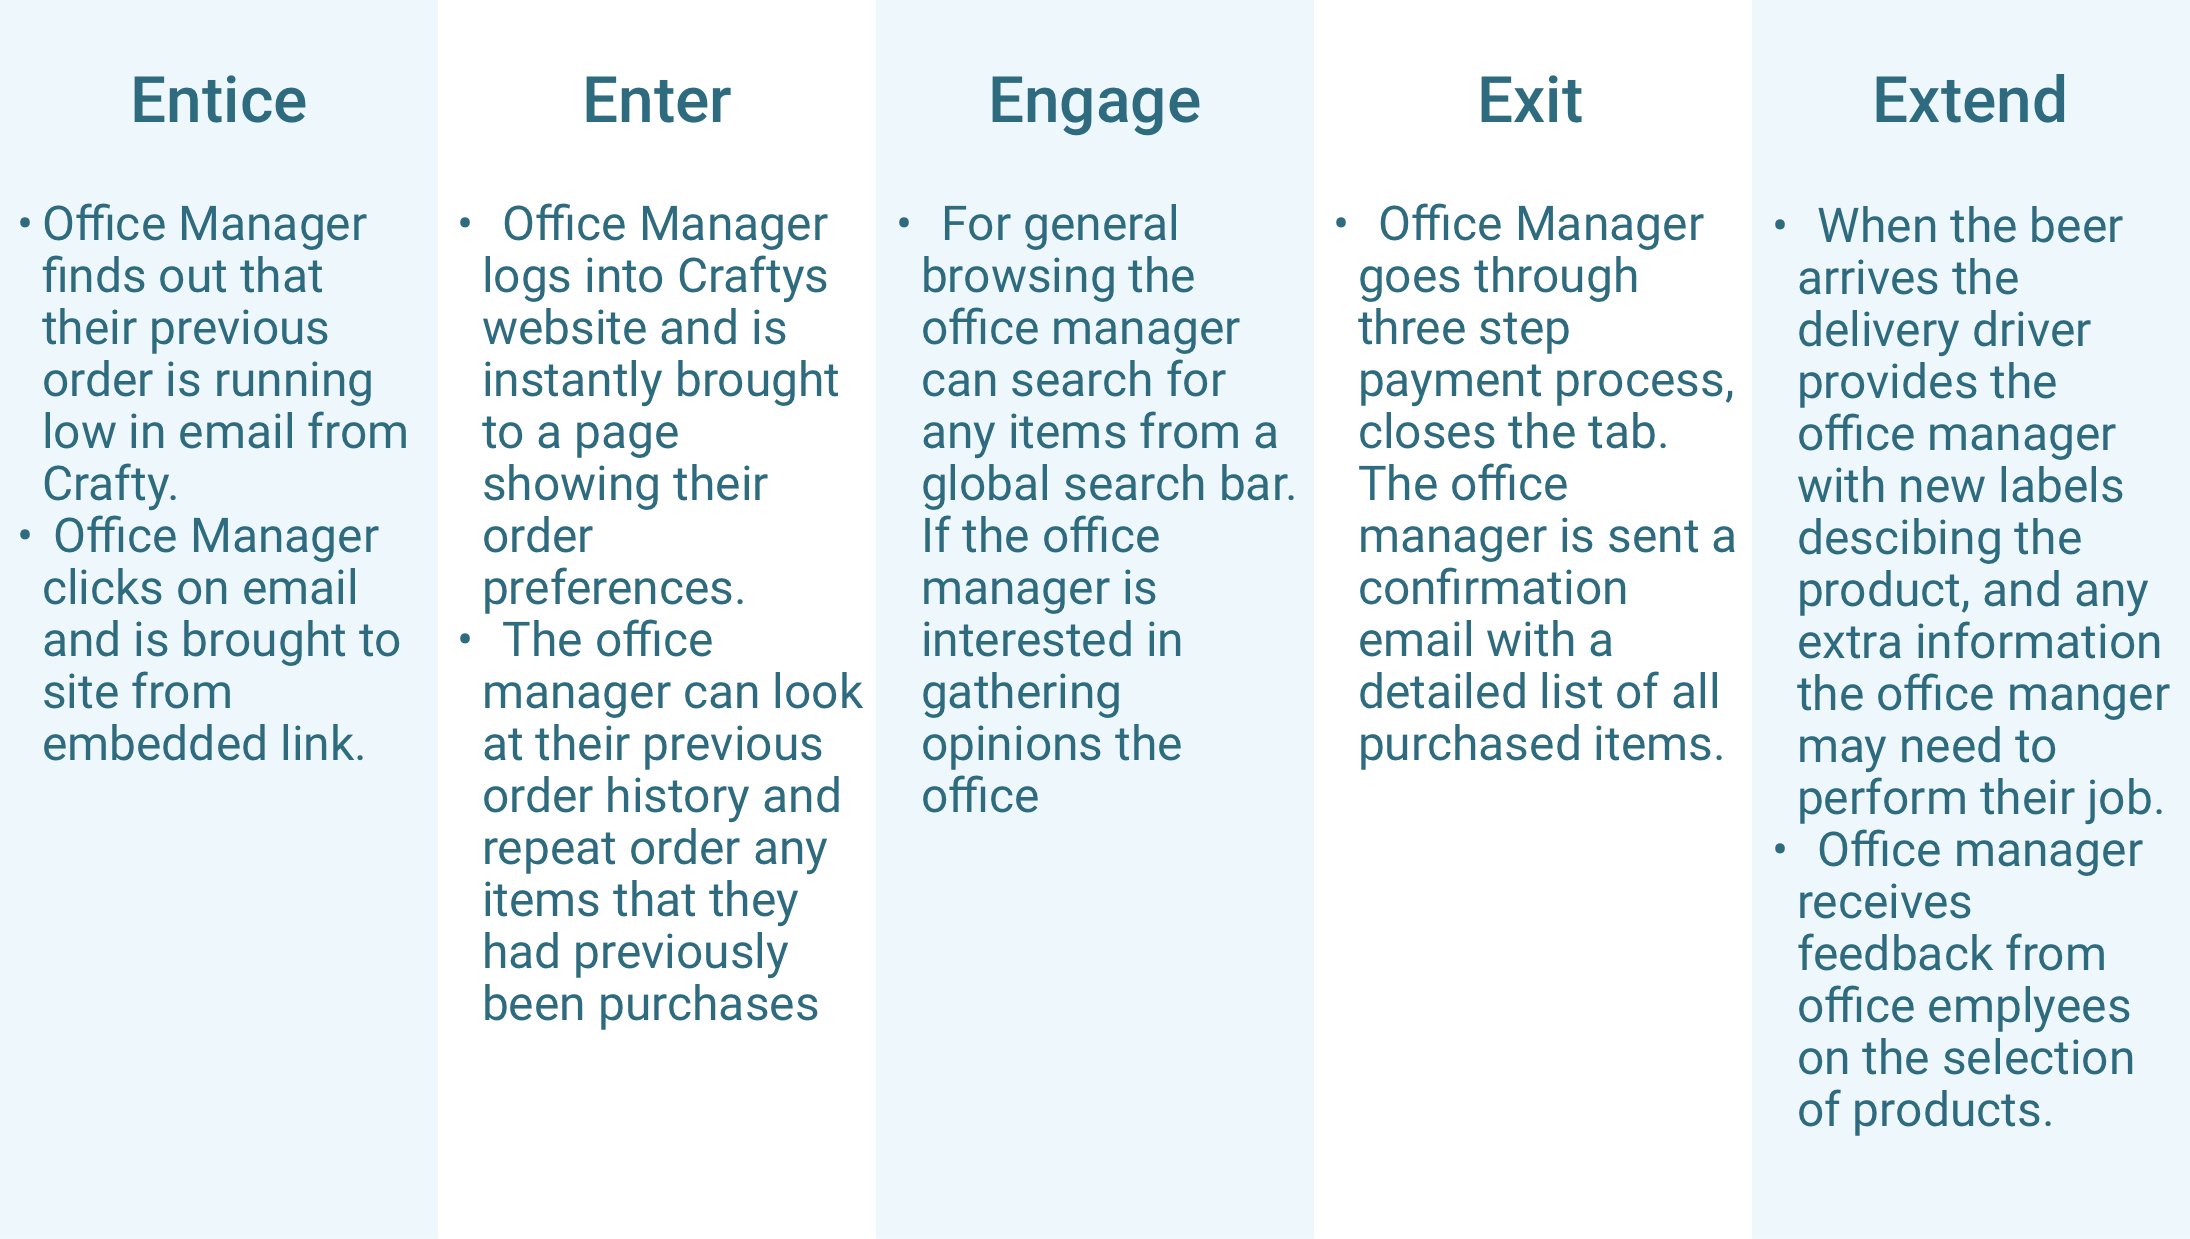 Entice
• Office Manager
finds out that
their previous
order is running
low in email from
Crafty.
• Office Manager
clicks on email
and is brought to
site from
embedded link.
Enter
• Office Manager
logs into Craftys
website and is
instantly brought
to a page
showing their
order
preferences.
• The office
manager can look
at their previous
order history and
repeat order any
items that they
had previously
been purchases
Engage
• For general
browsing the
office manager
can search for
any items from a
global search bar.
If the office
manager is
interested in
gathering
opinions the
office
Exit
• Office Manager
goes through
three step
payment process,
closes the tab.
The office
manager is sent a
confirmation
email with a
detailed list of all
purchased items.
Extend
• When the beer
arrives the
delivery driver
provides the
office manager
with new labels
descibing the
product, and any
extra information
the office manger
may need to
perform their job.
• Office manager
receives
feedback from
office emplyees
on the selection
of products.